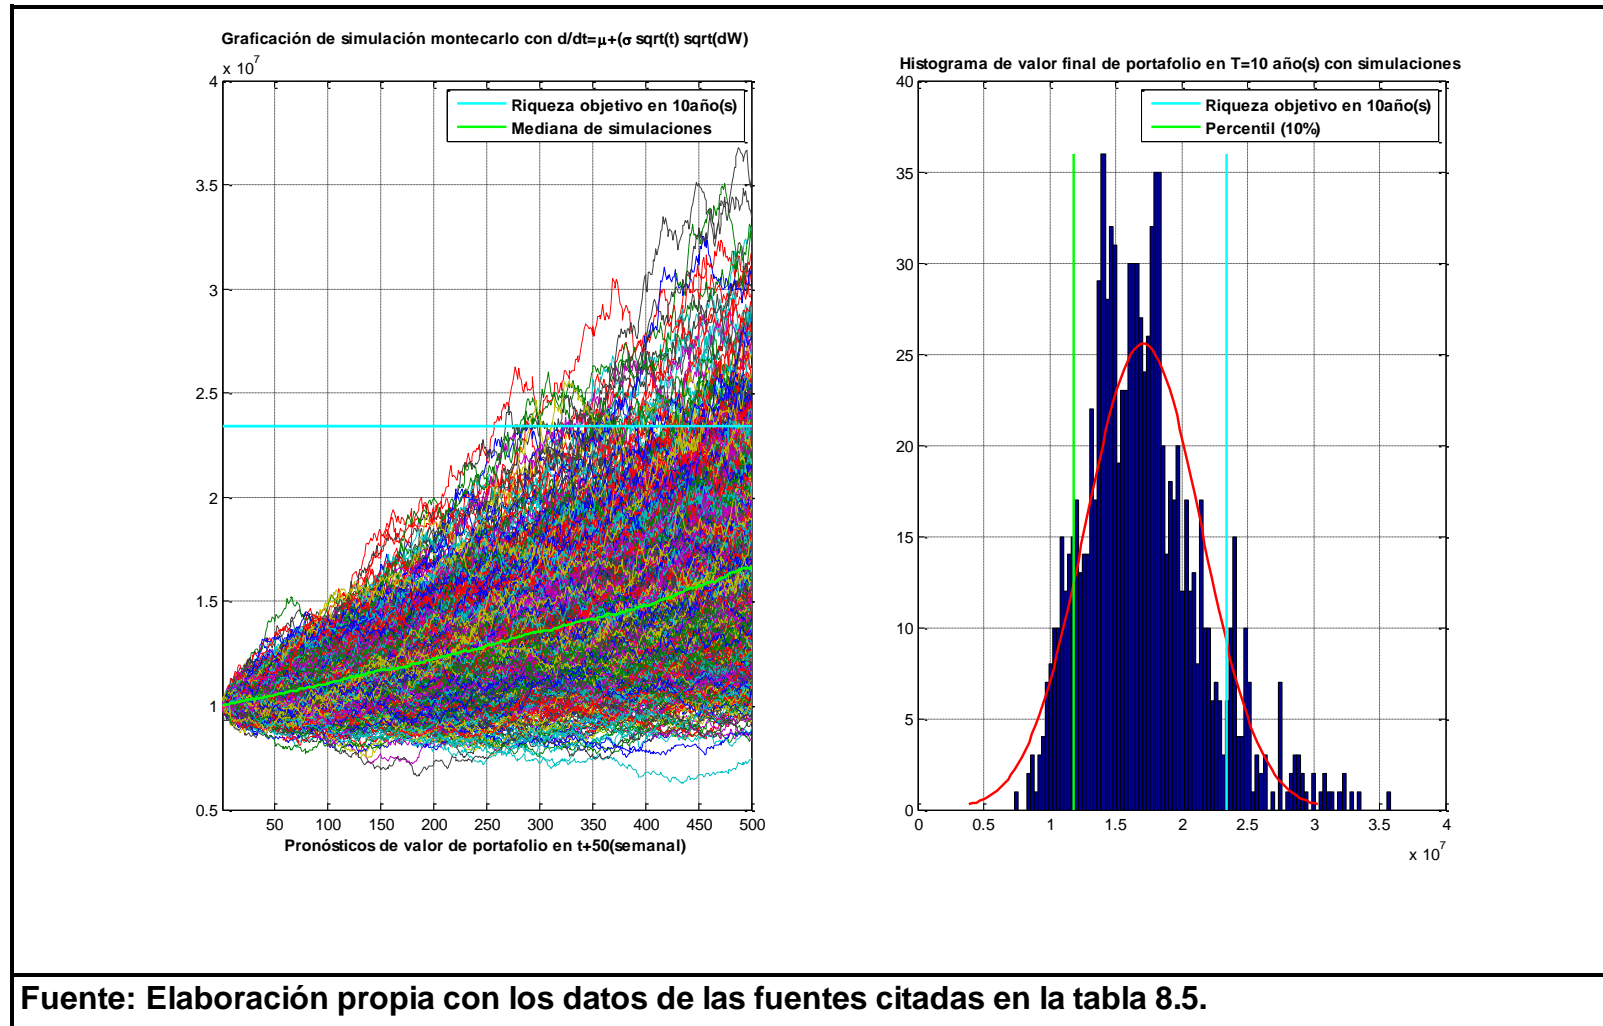 Graficación de simulación montecarlo con d/dt=μ+(σ sqrt(t) sqrt(dW)
x 10^7
4
3.5
3
2.5
2
1.5
1
0.5
50 100 150 200 250 300 350 400 450 500
Pronósticos de valor de portafolio en t+50(semanal)
Riqueza objetivo en 10año(s)
Mediana de simulaciones
Histograma de valor final de portafolio en T=10 año(s) con simulaciones
40
35
30
25
20
15
10
5
0
0 0.5 1 1.5 2 2.5 3 3.5 4
x 10^7
Riqueza objetivo en 10año(s)
Percentil (10%)
Fuente: Elaboración propia con los datos de las fuentes citadas en la tabla 8.5.